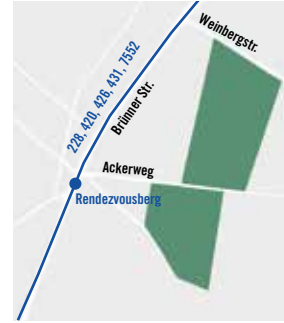 Weinbergstr.
228, 420, 426, 431, 7552
Brünner Str.
Ackerweg
Rendezvousberg